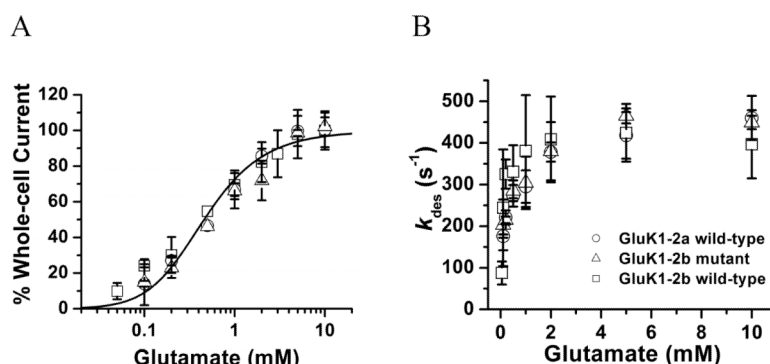 A
B
% Whole-cell Current
120
100
80
60
40
20
0
0.1
1
10
Glutamate (mM)
k_des (s⁻¹)
500
400
300
200
100
0
GluK1-2a wild-type
GluK1-2b mutant
GluK1-2b wild-type
0
2
4
6
8
10
Glutamate (mM)